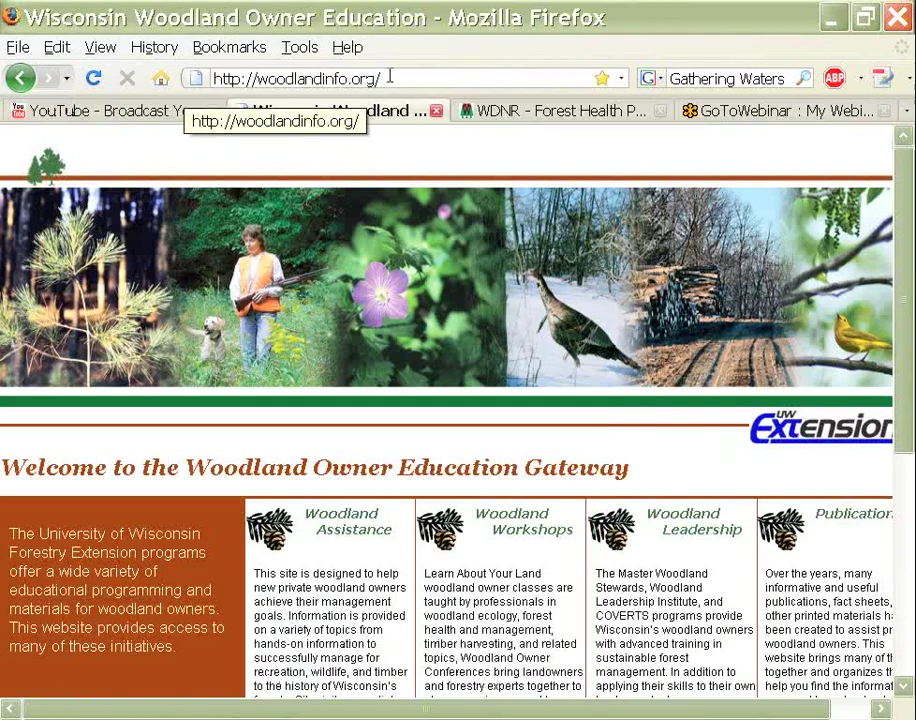 Wisconsin Woodland Owner Education - Mozilla Firefox
File Edit View History Bookmarks Tools Help
http://woodlandinfo.org/
G Gathering Waters
ABP
YouTube - Broadcast Y
Wisconsin Woodland ...
WDNR - Forest Health P...
GoToWebinar : My Webi...
http://woodlandinfo.org/
UW
Extension
Welcome to the Woodland Owner Education Gateway
The University of Wisconsin
Forestry Extension programs
offer a wide variety of
educational programming and
materials for woodland owners.
This website provides access to
many of these initiatives.
Woodland
Assistance
This site is designed to help
new private woodland owners
achieve their management
goals. Information is provided
on a variety of topics from
hands-on information to
successfully manage for
recreation, wildlife, and timber
to the history of Wisconsin's
Woodland
Workshops
Learn About Your Land
woodland owner classes are
taught by professionals in
woodland ecology, forest
health and management,
timber harvesting, and related
topics, Woodland Owner
Conferences bring landowners
and forestry experts together to
Woodland
Leadership
The Master Woodland
Stewards, Woodland
Leadership Institute, and
COVERTS programs provide
Wisconsin's woodland owners
with advanced training in
sustainable forest
management. In addition to
applying their skills to their own
Publication
Over the years, many
informative and useful
publications, fact sheets,
other printed materials h
been created to assist pr
woodland owners. This
website brings many of th
together and organizes th
help you find the informat